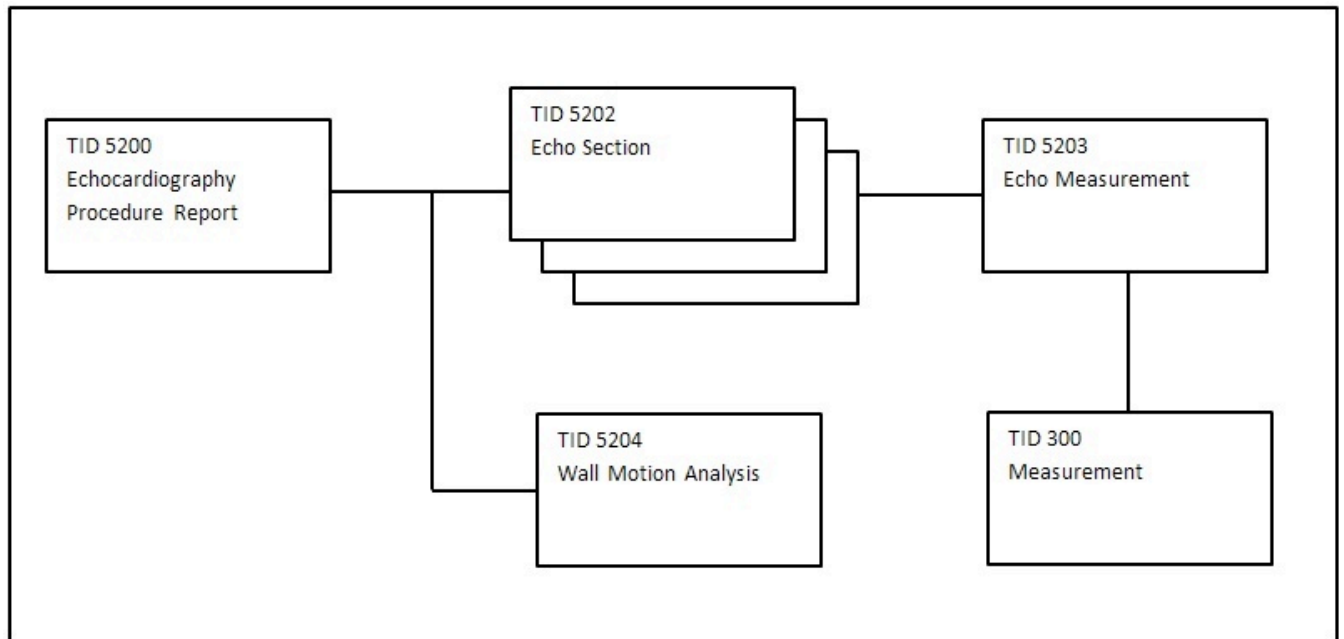 TID 5200
Echocardiography
Procedure Report
TID 5202
Echo Section
TID 5203
Echo Measurement
TID 5204
Wall Motion Analysis
TID 300
Measurement